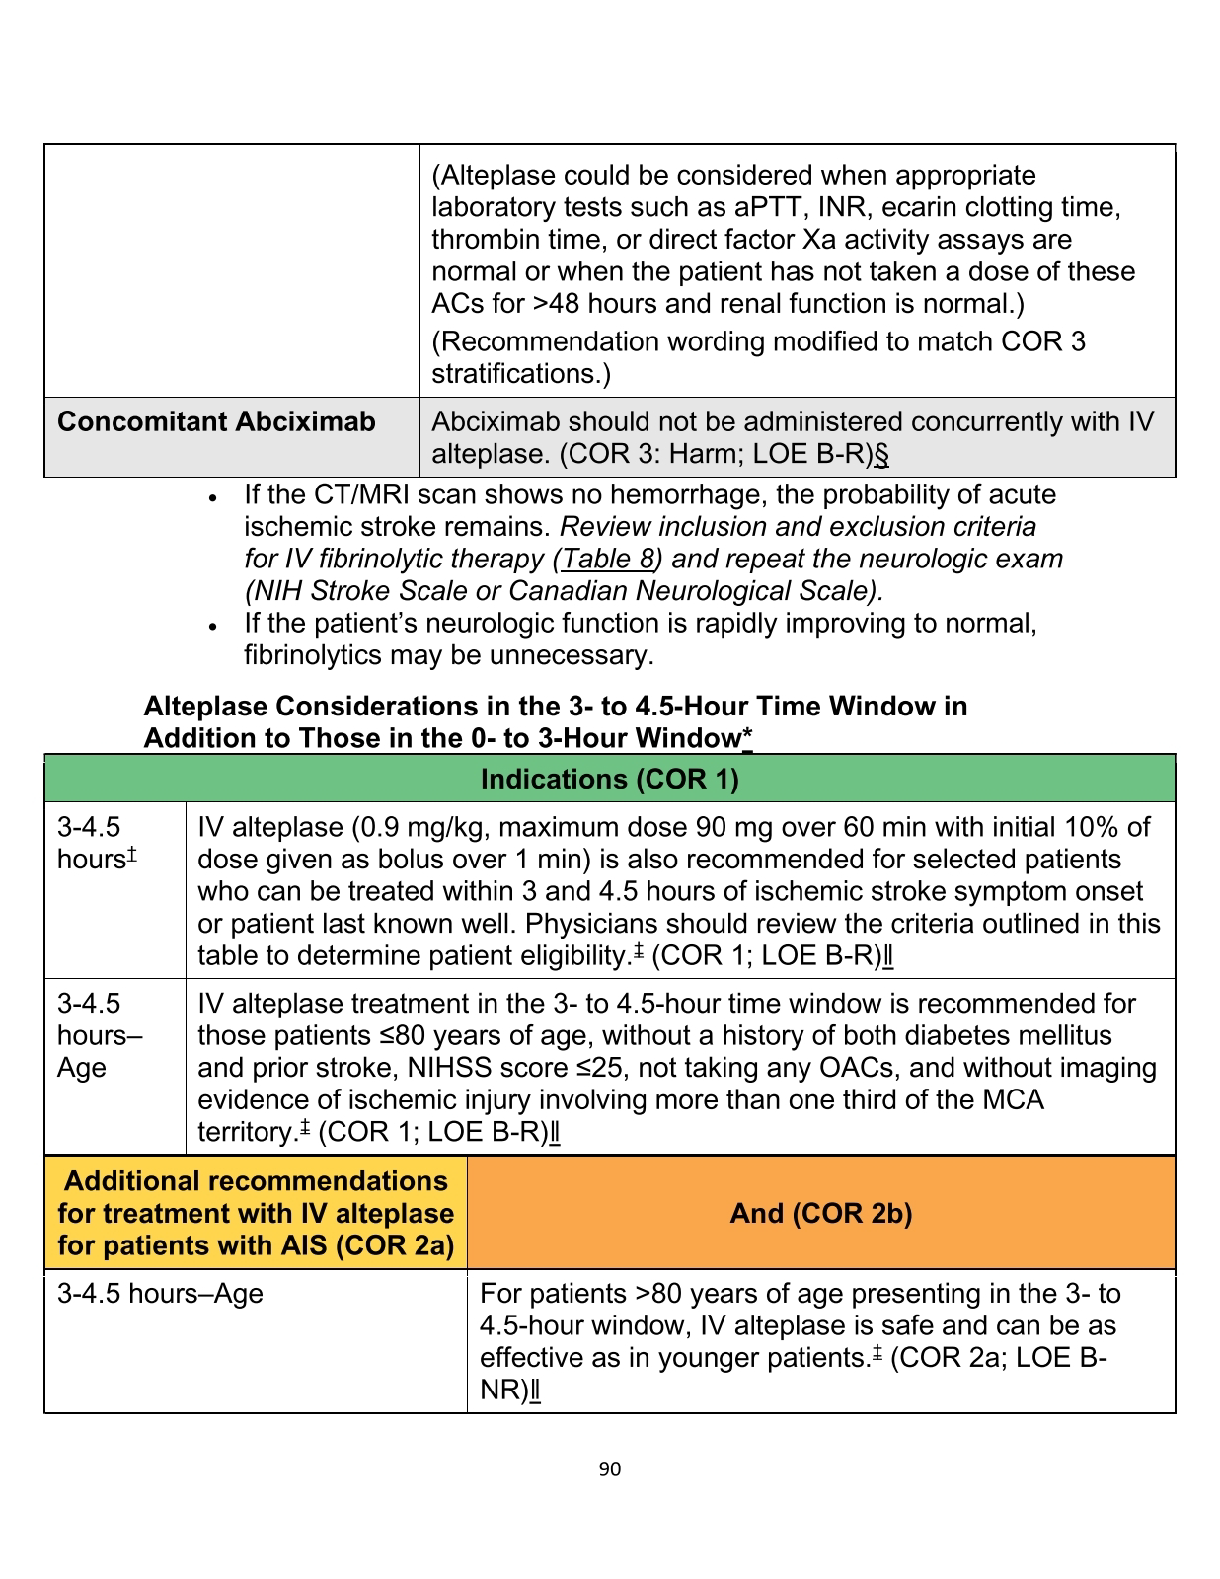 (Alteplase could be considered when appropriate
laboratory tests such as aPTT, INR, ecarin clotting time,
thrombin time, or direct factor Xa activity assays are
normal or when the patient has not taken a dose of these
ACs for >48 hours and renal function is normal.)
(Recommendation wording modified to match COR 3
stratifications.)
Concomitant Abciximab
Abciximab should not be administered concurrently with IV
alteplase. (COR 3: Harm; LOE B-R)§
• If the CT/MRI scan shows no hemorrhage, the probability of acute
ischemic stroke remains. Review inclusion and exclusion criteria
for IV fibrinolytic therapy (Table 8) and repeat the neurologic exam
(NIH Stroke Scale or Canadian Neurological Scale).
• If the patient’s neurologic function is rapidly improving to normal,
fibrinolytics may be unnecessary.
Alteplase Considerations in the 3- to 4.5-Hour Time Window in
Addition to Those in the 0- to 3-Hour Window*
Indications (COR 1)
3-4.5
hours‡
IV alteplase (0.9 mg/kg, maximum dose 90 mg over 60 min with initial 10% of
dose given as bolus over 1 min) is also recommended for selected patients
who can be treated within 3 and 4.5 hours of ischemic stroke symptom onset
or patient last known well. Physicians should review the criteria outlined in this
table to determine patient eligibility.‡ (COR 1; LOE B-R)‖
3-4.5
hours–
Age
IV alteplase treatment in the 3- to 4.5-hour time window is recommended for
those patients ≤80 years of age, without a history of both diabetes mellitus
and prior stroke, NIHSS score ≤25, not taking any OACs, and without imaging
evidence of ischemic injury involving more than one third of the MCA
territory.‡ (COR 1; LOE B-R)‖
Additional recommendations
for treatment with IV alteplase
for patients with AIS (COR 2a)
And (COR 2b)
3-4.5 hours–Age
For patients >80 years of age presenting in the 3- to
4.5-hour window, IV alteplase is safe and can be as
effective as in younger patients.‡ (COR 2a; LOE B-
NR)‖
90